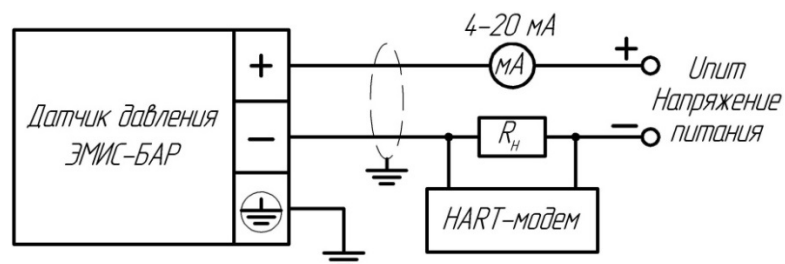 4-20 мА
+
мА
+
Uпит
Напряжение
питания
Датчик давления
ЭМИС-БАР
–
Rн
–
HART-модем